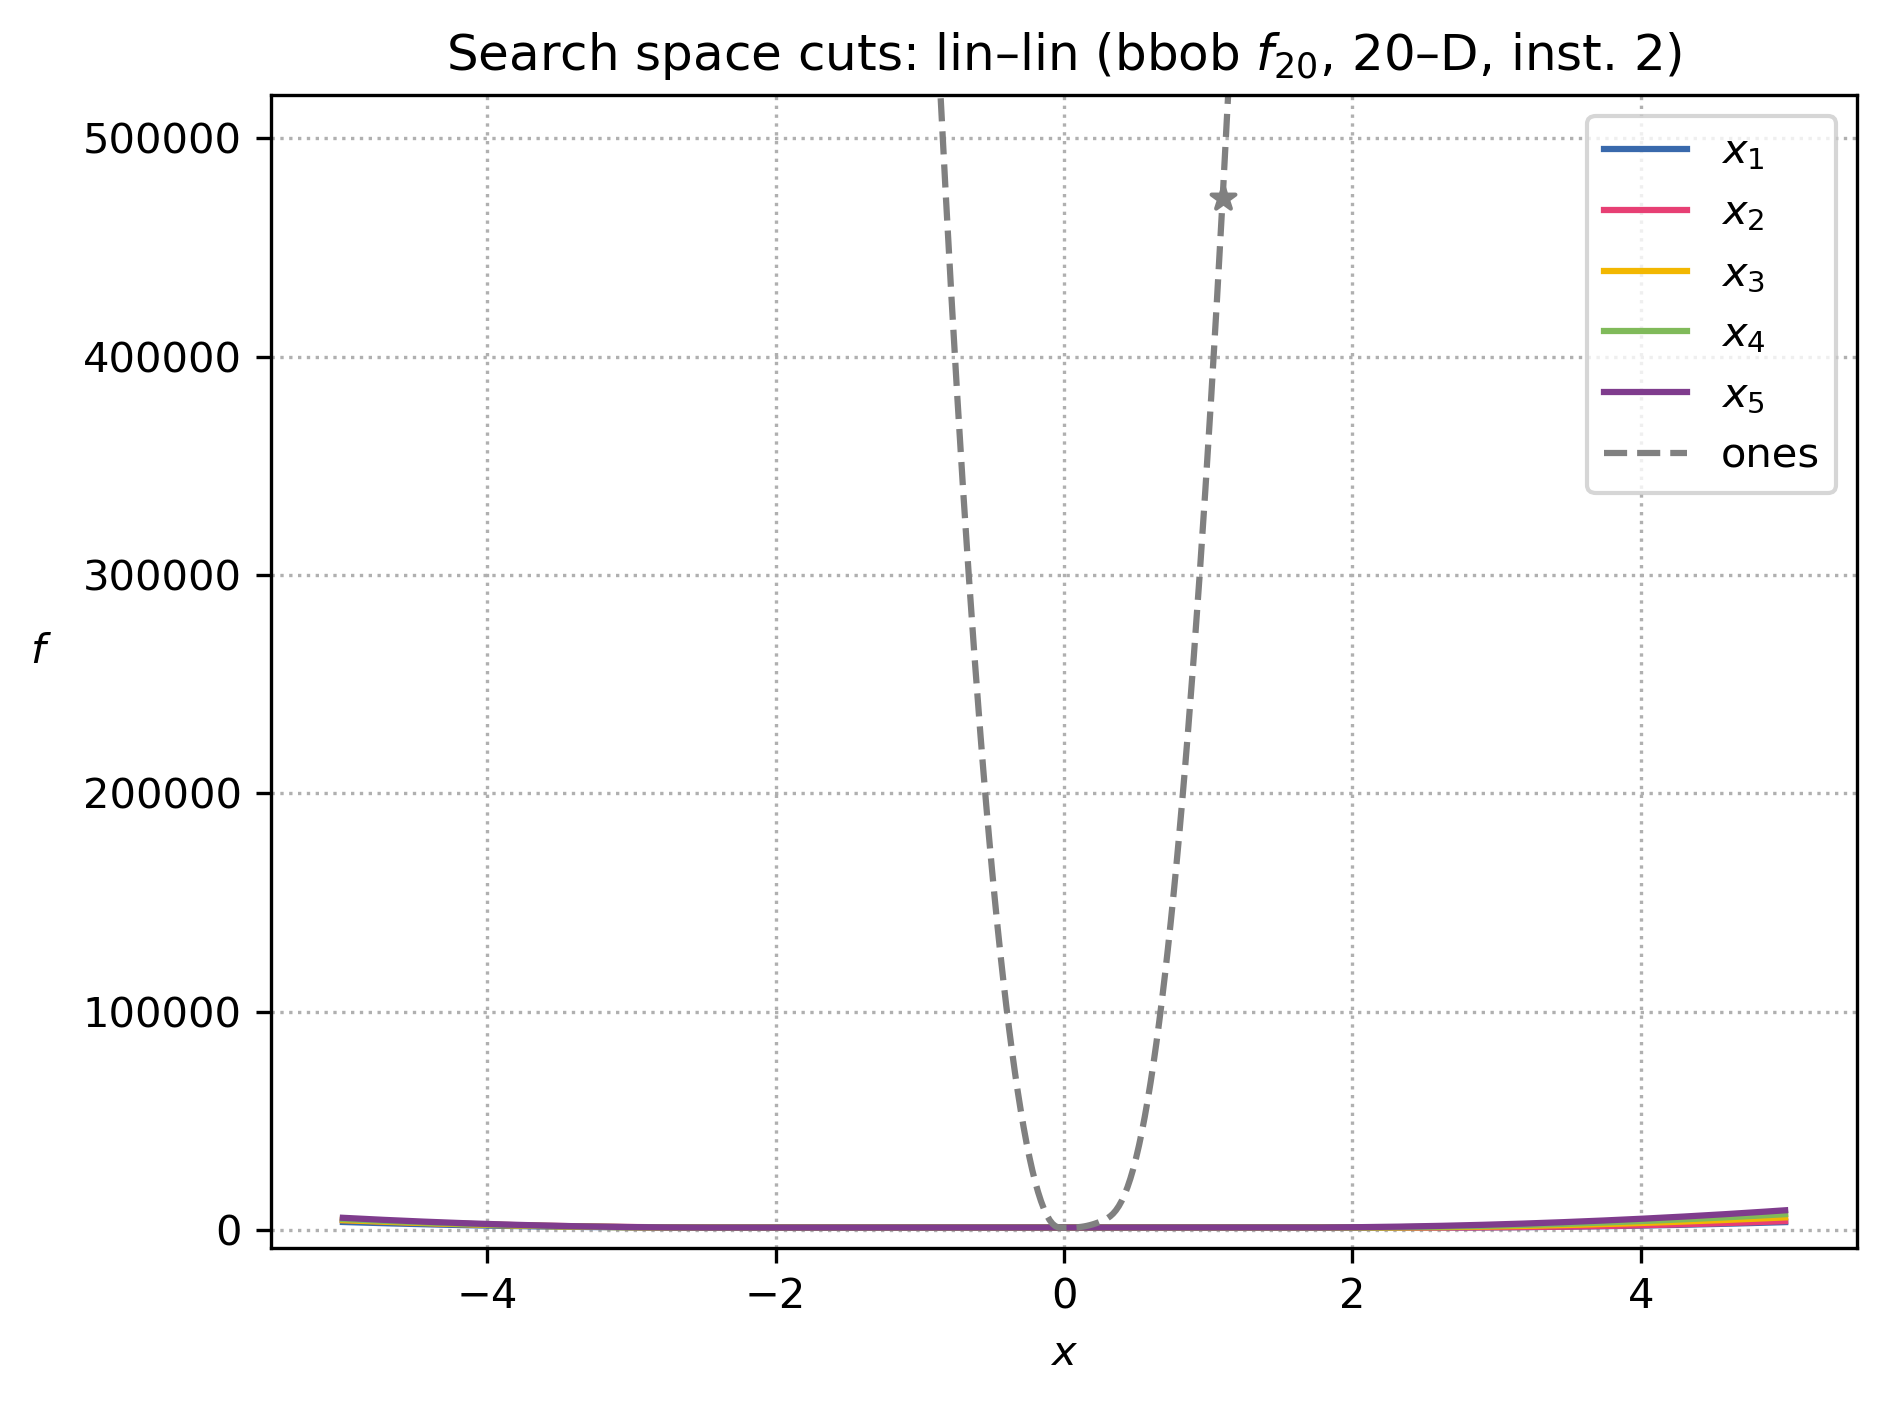 Search space cuts: lin–lin (bbob f₂₀, 20–D, inst. 2)
500000
400000
300000
200000
100000
0
f
−4
−2
0
2
4
x
x₁
x₂
x₃
x₄
x₅
ones